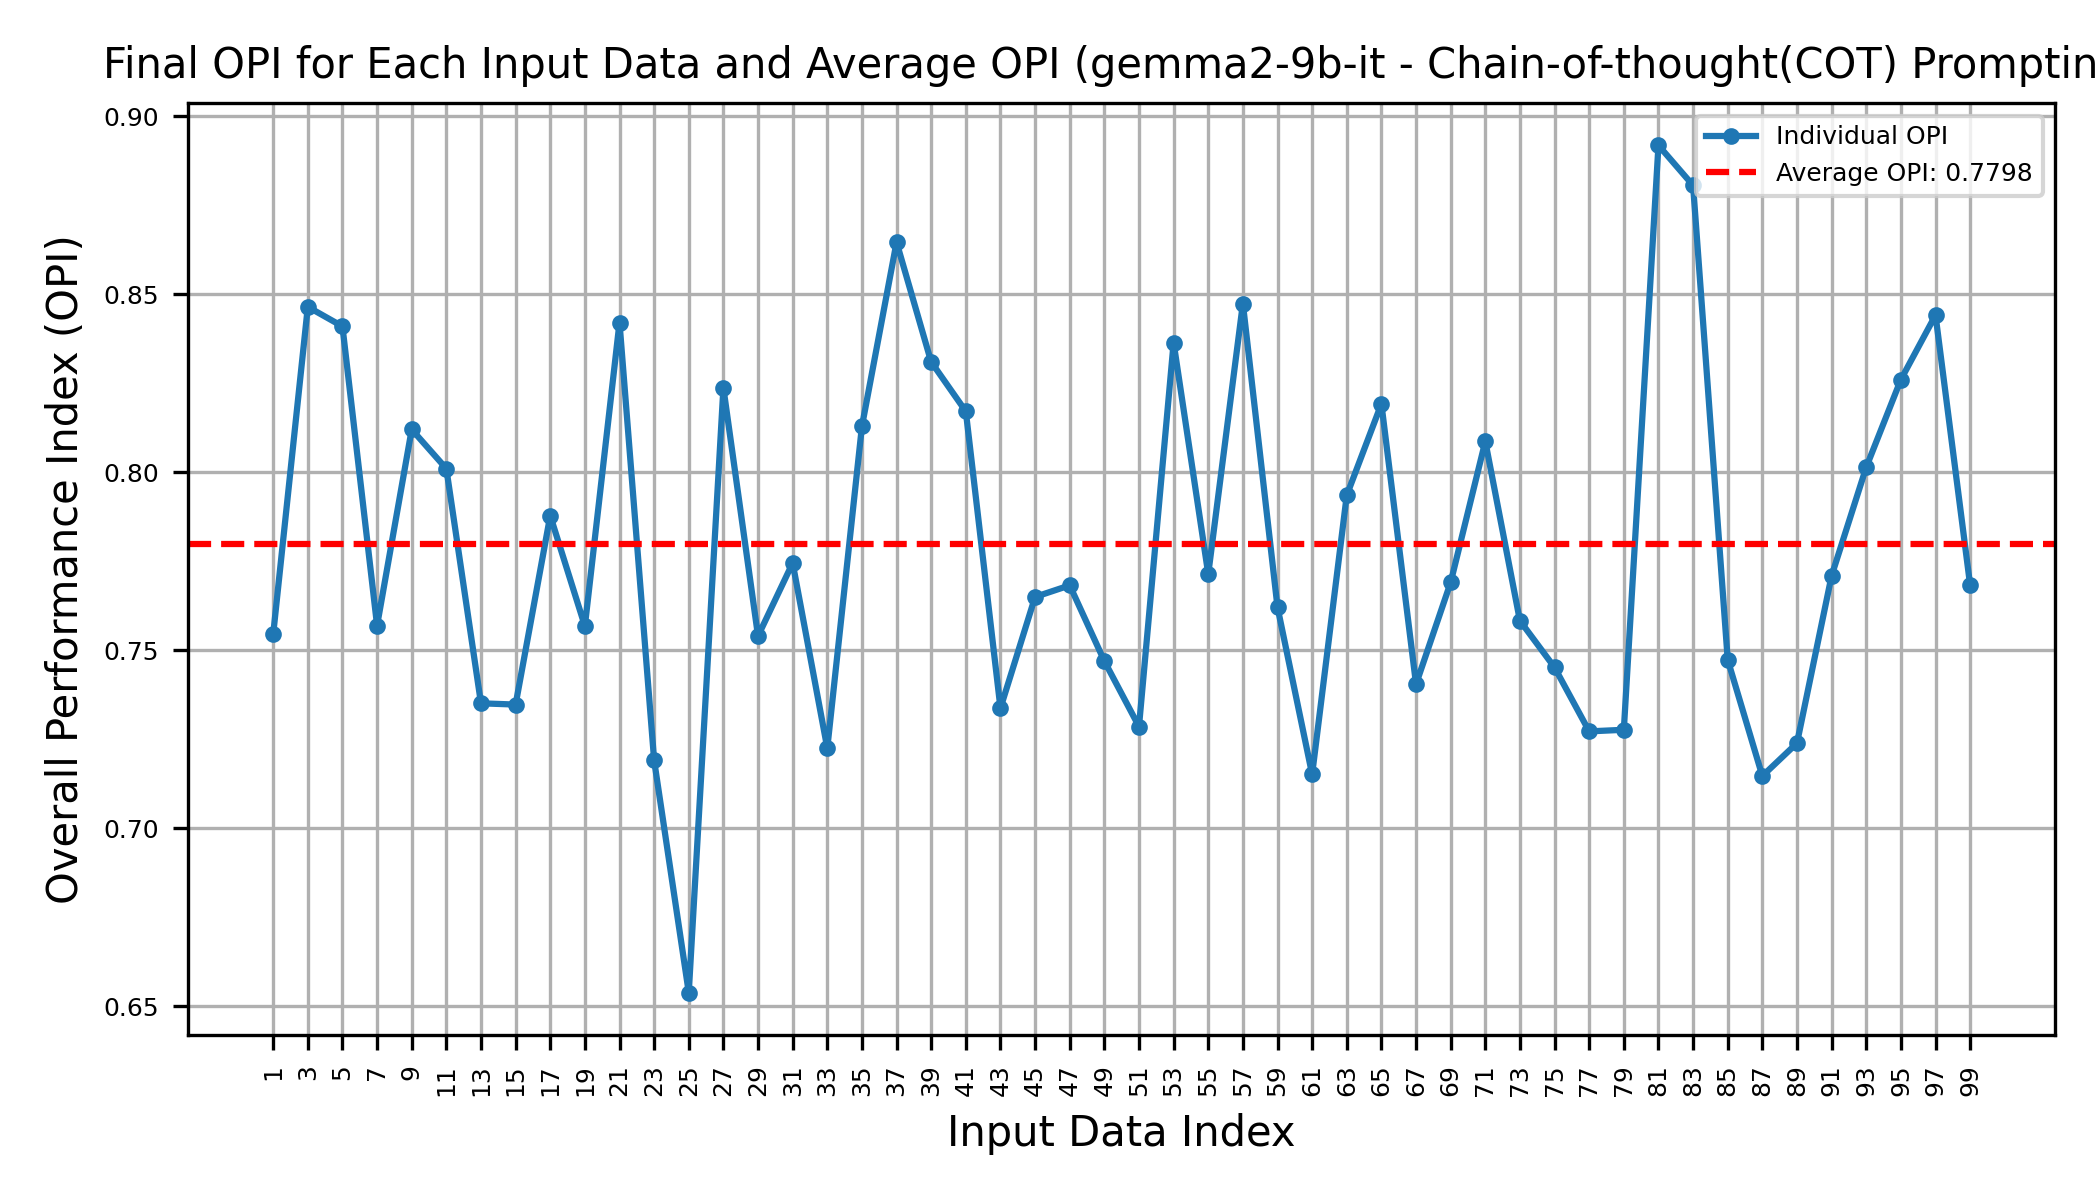 Final OPI for Each Input Data and Average OPI (gemma2-9b-it - Chain-of-thought(COT) Promptin
Individual OPI
Average OPI: 0.7798
Overall Performance Index (OPI)
0.90
0.85
0.80
0.75
0.70
0.65
1 3 5 7 9 11 13 15 17 19 21 23 25 27 29 31 33 35 37 39 41 43 45 47 49 51 53 55 57 59 61 63 65 67 69 71 73 75 77 79 81 83 85 87 89 91 93 95 97 99
Input Data Index